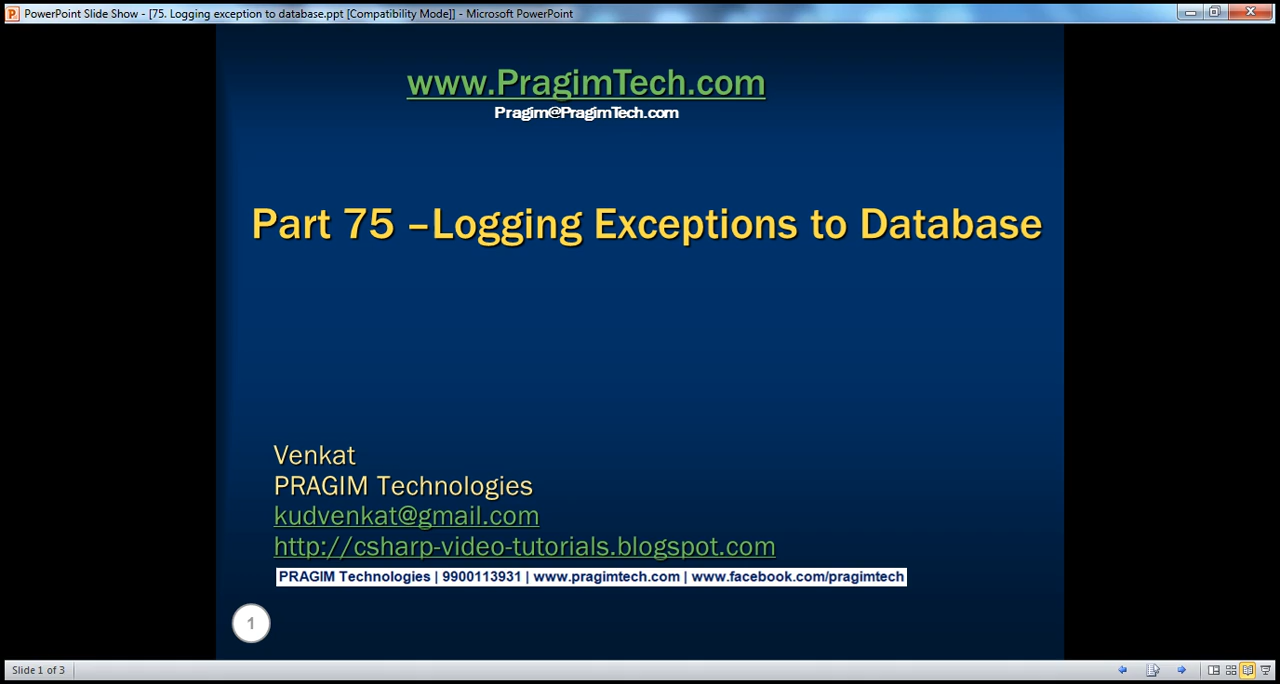 PowerPoint Slide Show - [75. Logging exception to database.ppt [Compatibility Mode]] - Microsoft PowerPoint
www.PragimTech.com
Pragim@PragimTech.com
Part 75 –Logging Exceptions to Database
Venkat
PRAGIM Technologies
kudvenkat@gmail.com
http://csharp-video-tutorials.blogspot.com
PRAGIM Technologies | 9900113931 | www.pragimtech.com | www.facebook.com/pragimtech
1
Slide 1 of 3